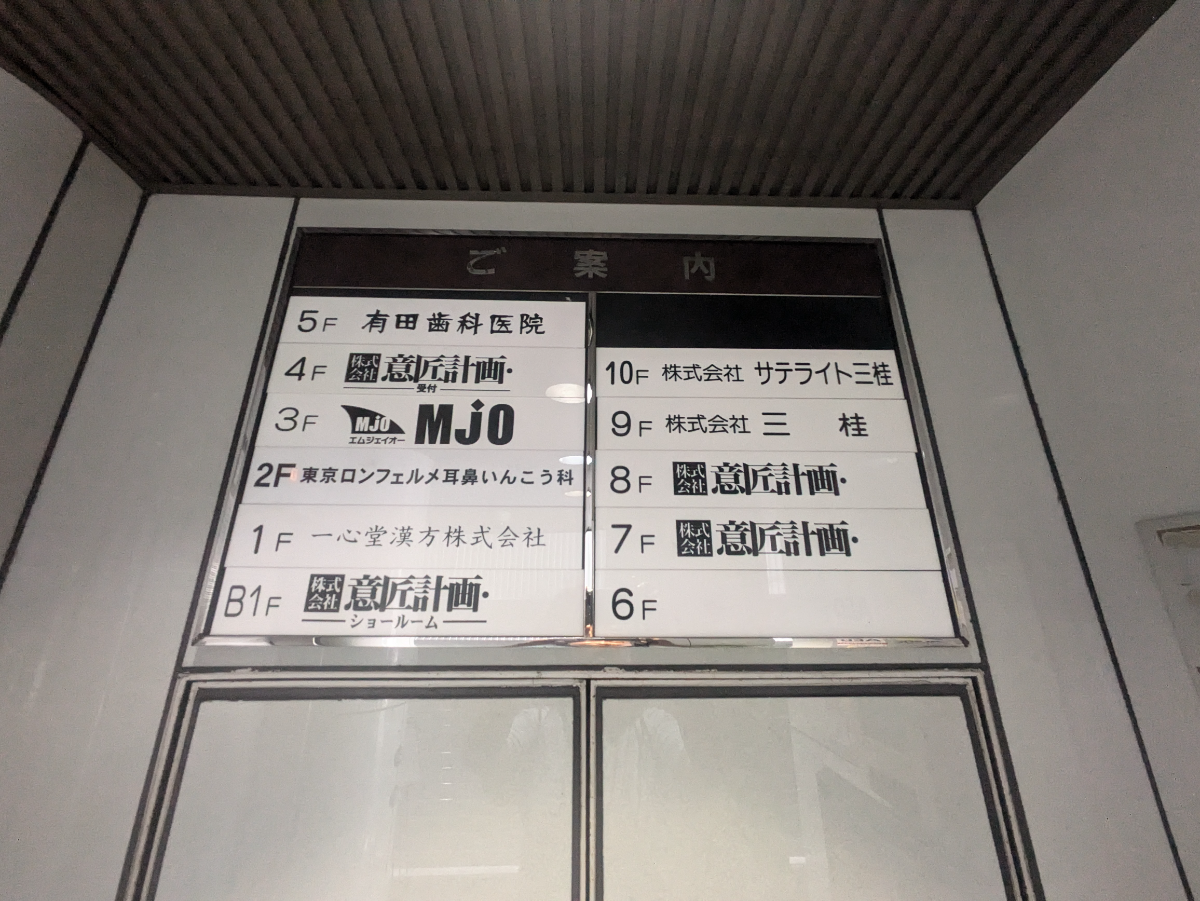 ご案内
5F 有田歯科医院
4F 株式会社 意匠計画・
受付
3F MJO エムジェイオー MJO
2F 東京ロンフェルメ耳鼻いんこう科
1F 一心堂漢方株式会社
B1F 株式会社 意匠計画・
ショールーム
10F 株式会社 サテライト三桂
9F 株式会社 三桂
8F 株式会社 意匠計画・
7F 株式会社 意匠計画・
6F